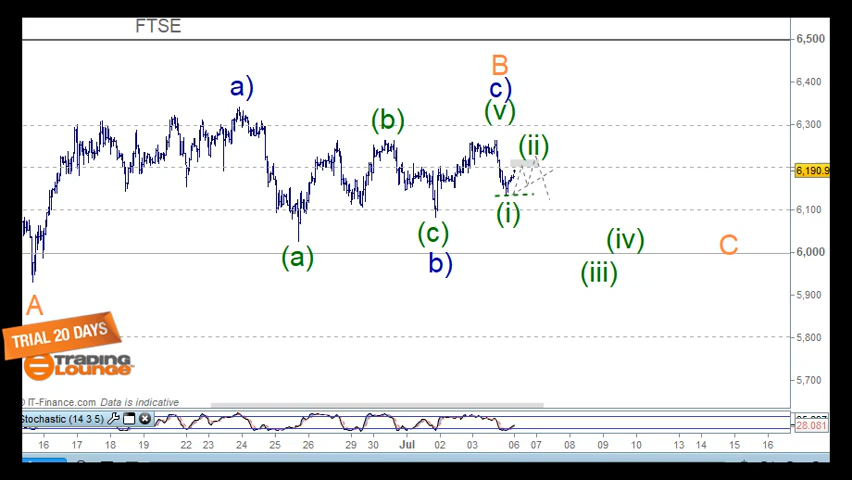 FTSE
6,500
B
6,400
a)
c)
(v)
(b)
6,300
(ii)
6,190.9
(i)
6,100
(c)
(iv)
C
(a)
b)
6,000
(iii)
5,900
A
TRIAL 20 DAYS
5,800
TRADING
LOUNGE
5,700
© IT-Finance.com Data is indicative
Stochastic (14 3 5)
28.081
16 17 18 19 22 23 24 25 26 29 30 Jul 02 03 06 07 08 09 10 13 14 15 16